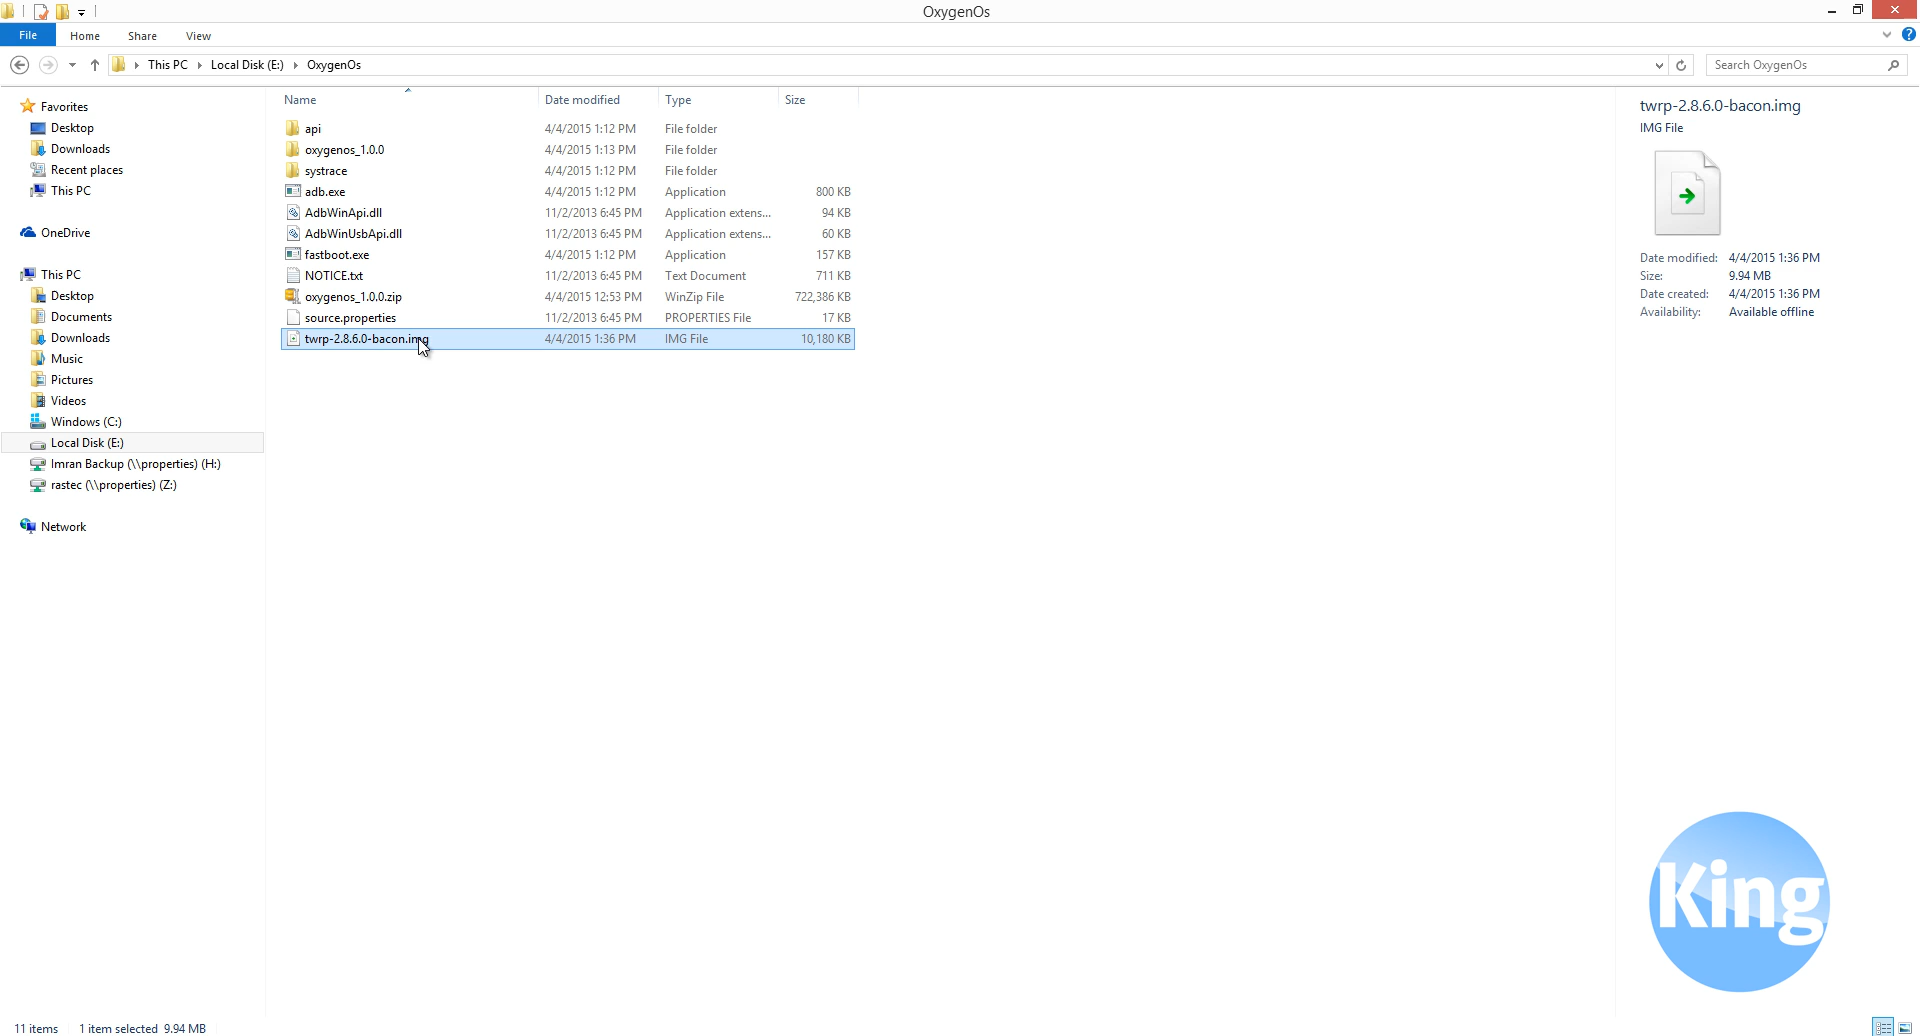 OxygenOs
File Home Share View
This PC Local Disk (E:) OxygenOs
Search OxygenOs
Favorites
Desktop
Downloads
Recent places
This PC
OneDrive
This PC
Desktop
Documents
Downloads
Music
Pictures
Videos
Windows (C:)
Local Disk (E:)
Imran Backup (\\properties) (H:)
rastec (\\properties) (Z:)
Network
Name Date modified Type Size
api 4/4/2015 1:12 PM File folder
oxygenos_1.0.0 4/4/2015 1:13 PM File folder
systrace 4/4/2015 1:12 PM File folder
adb.exe 4/4/2015 1:12 PM Application 800 KB
AdbWinApi.dll 11/2/2013 6:45 PM Application extens... 94 KB
AdbWinUsbApi.dll 11/2/2013 6:45 PM Application extens... 60 KB
fastboot.exe 4/4/2015 1:12 PM Application 157 KB
NOTICE.txt 11/2/2013 6:45 PM Text Document 711 KB
oxygenos_1.0.0.zip 4/4/2015 12:53 PM WinZip File 722,386 KB
source.properties 11/2/2013 6:45 PM PROPERTIES File 17 KB
twrp-2.8.6.0-bacon.img 4/4/2015 1:36 PM IMG File 10,180 KB
twrp-2.8.6.0-bacon.img
IMG File
Date modified: 4/4/2015 1:36 PM
Size: 9.94 MB
Date created: 4/4/2015 1:36 PM
Availability: Available offline
King
11 items 1 item selected 9.94 MB